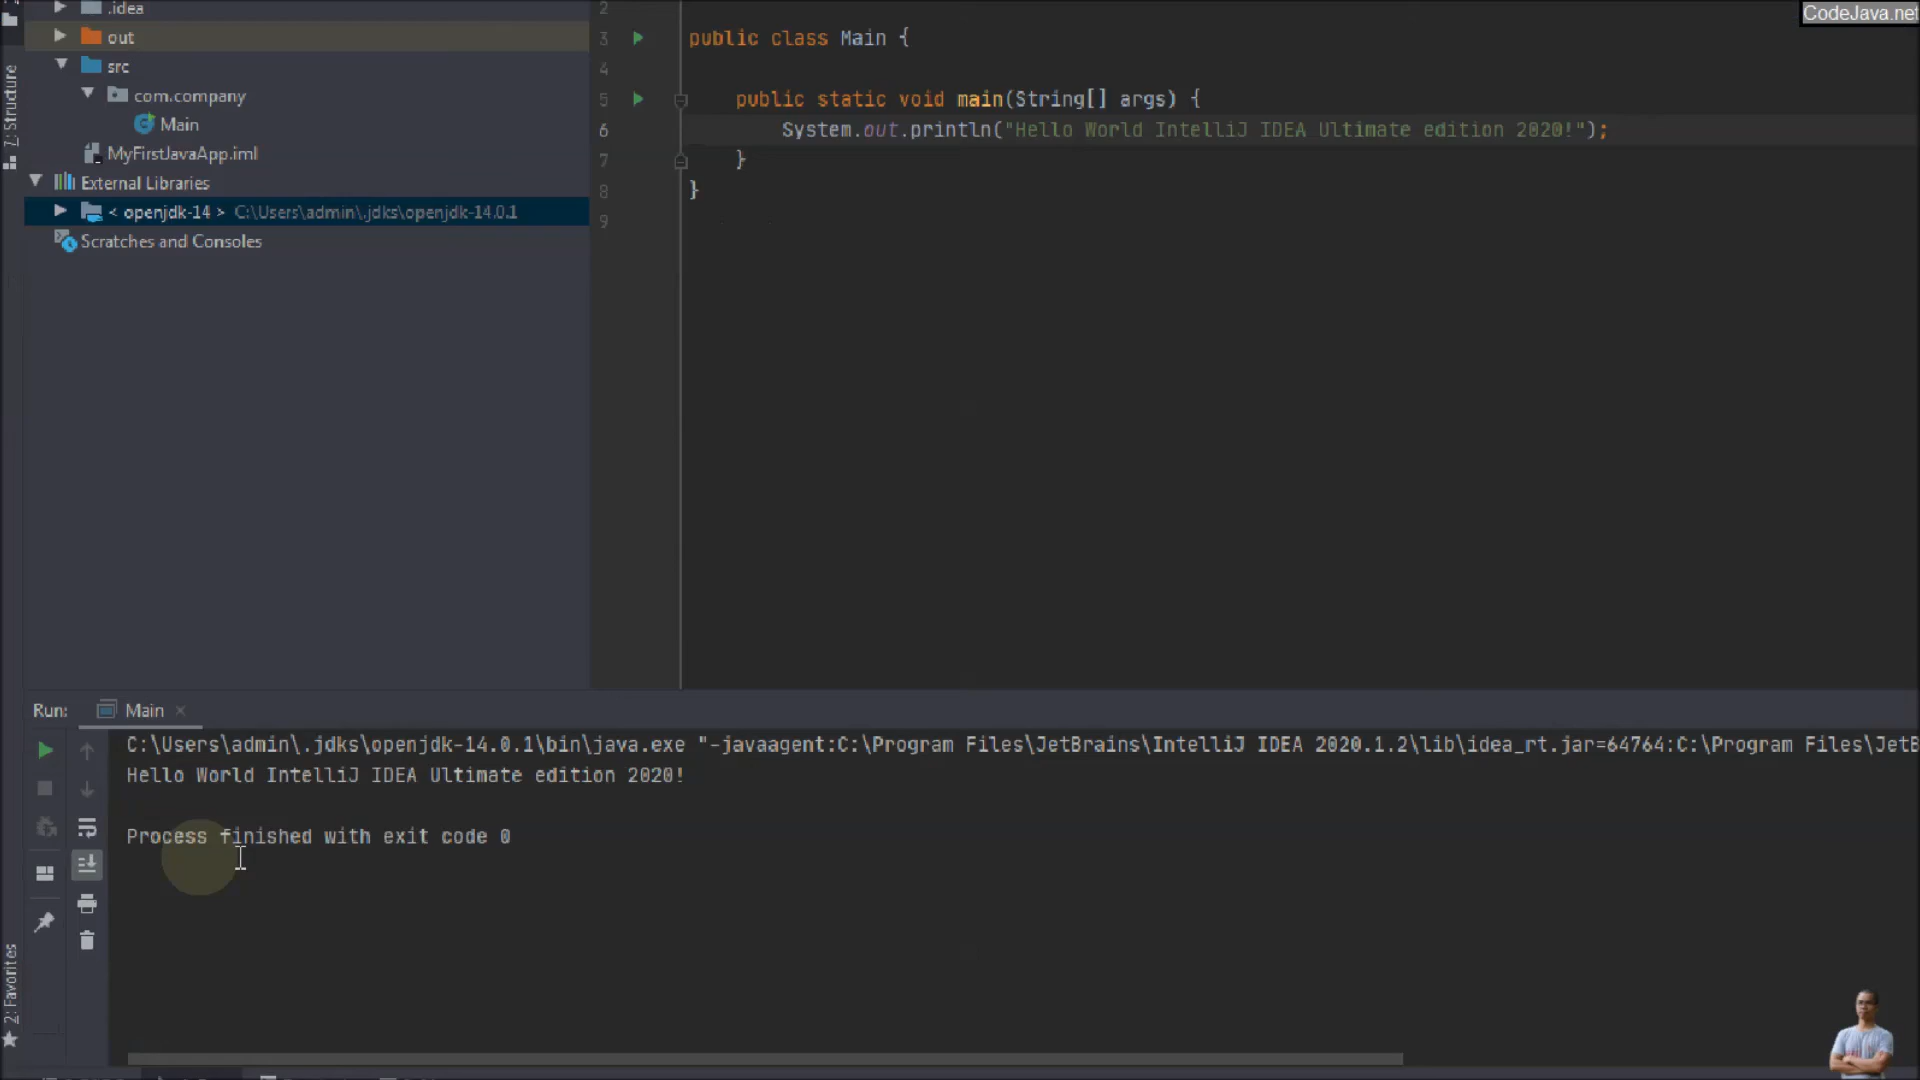 CodeJava.net
.idea
out
src
com.company
Main
MyFirstJavaApp.iml
External Libraries
< openjdk-14 > C:\Users\admin\.jdks\openjdk-14.0.1
Scratches and Consoles
7: Structure
2: Favorites
2
3 public class Main {
4
5 public static void main(String[] args) {
6 System.out.println("Hello World IntelliJ IDEA Ultimate edition 2020!");
7 }
8 }
9
Run: Main
C:\Users\admin\.jdks\openjdk-14.0.1\bin\java.exe "-javaagent:C:\Program Files\JetBrains\IntelliJ IDEA 2020.1.2\lib\idea_rt.jar=64764:C:\Program Files\JetB
Hello World IntelliJ IDEA Ultimate edition 2020!
Process finished with exit code 0